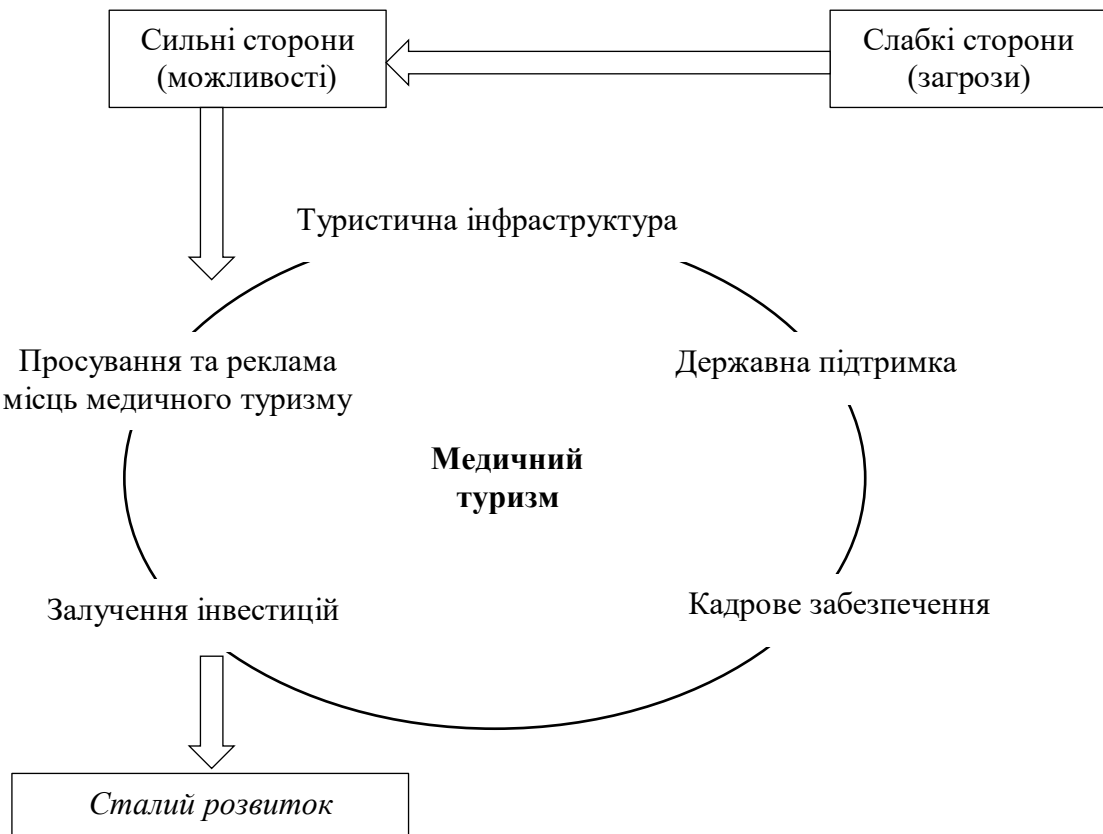 Сильні сторони
(можливості)
Слабкі сторони
(загрози)
Туристична інфраструктура
Просування та реклама
місць медичного туризму
Державна підтримка
Медичний
туризм
Залучення інвестицій
Кадрове забезпечення
Сталий розвиток